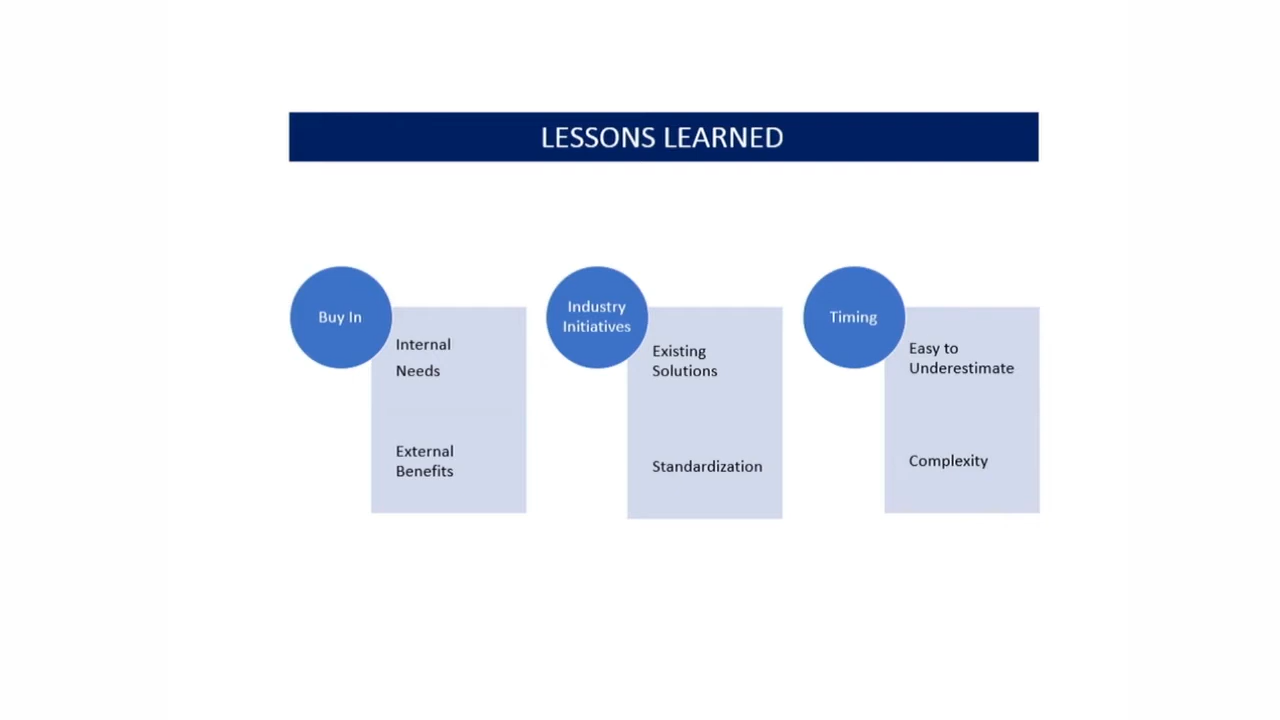 LESSONS LEARNED
Buy In
Internal
Needs
External
Benefits
Industry
Initiatives
Existing
Solutions
Standardization
Timing
Easy to
Underestimate
Complexity